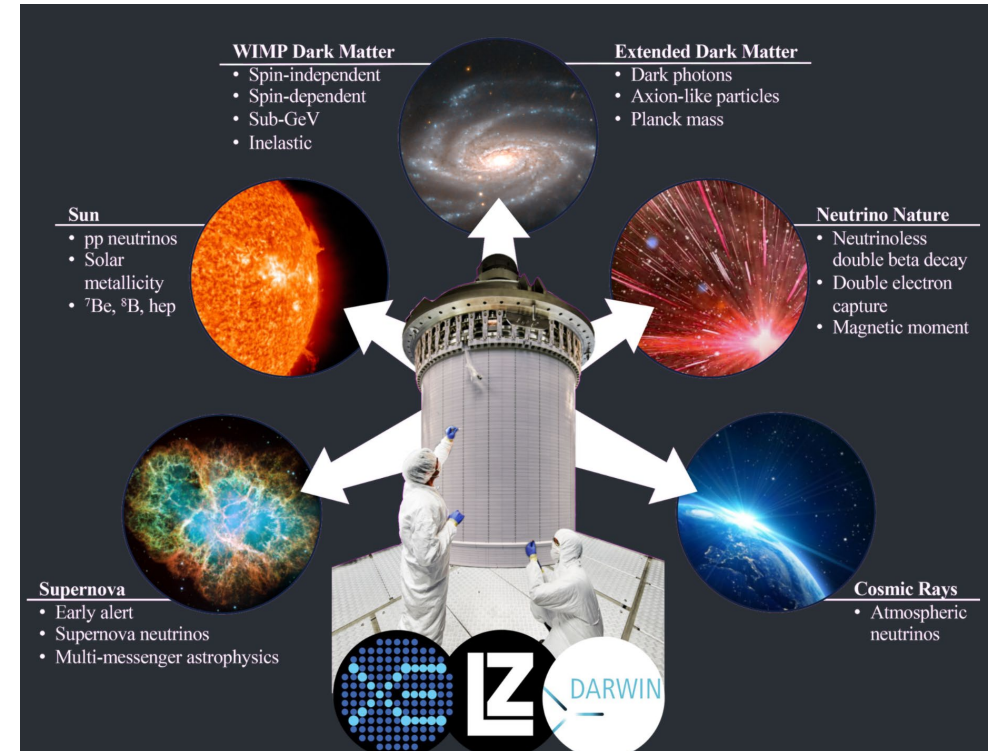 WIMP Dark Matter
• Spin-independent
• Spin-dependent
• Sub-GeV
• Inelastic
Extended Dark Matter
• Dark photons
• Axion-like particles
• Planck mass
Sun
• pp neutrinos
• Solar
metallicity
• ⁷Be, ⁸B, hep
Neutrino Nature
• Neutrinoless
double beta decay
• Double electron
capture
• Magnetic moment
Supernova
• Early alert
• Supernova neutrinos
• Multi-messenger astrophysics
Cosmic Rays
• Atmospheric
neutrinos
XE
LZ
DARWIN